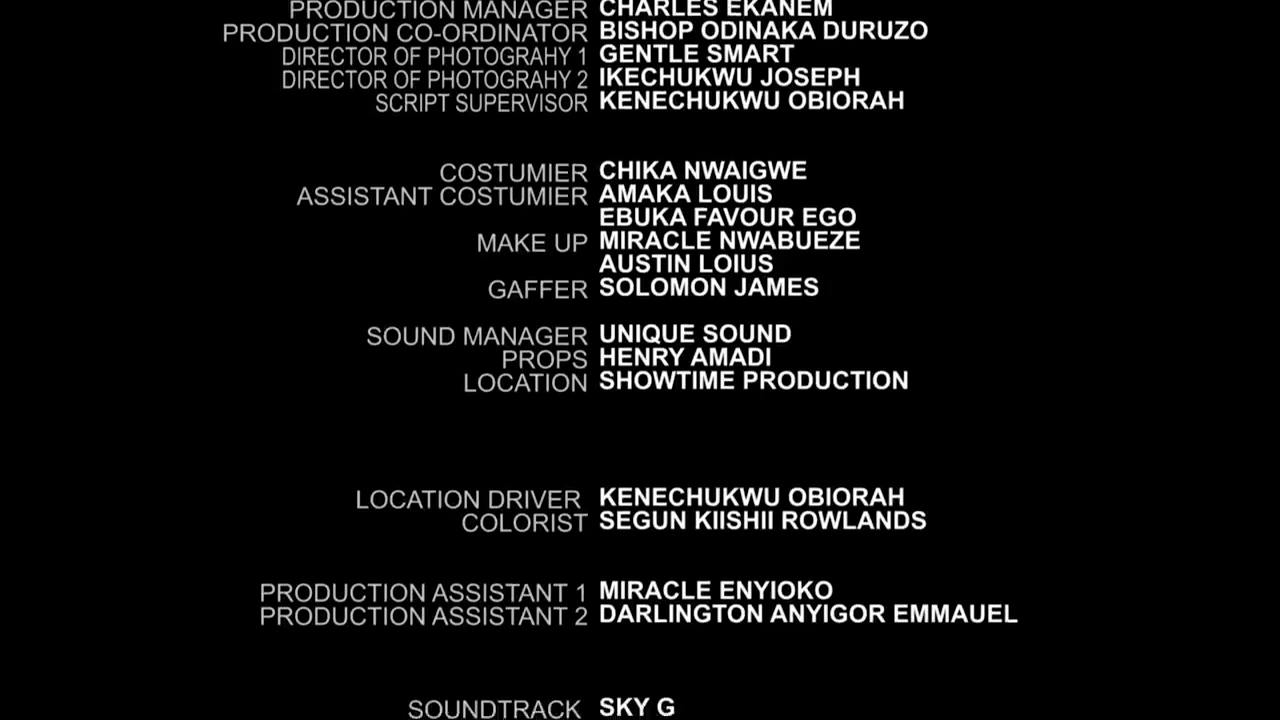 PRODUCTION MANAGER CHARLES EKANEM
PRODUCTION CO-ORDINATOR BISHOP ODINAKA DURUZO
DIRECTOR OF PHOTOGRAHY 1 GENTLE SMART
DIRECTOR OF PHOTOGRAHY 2 IKECHUKWU JOSEPH
SCRIPT SUPERVISOR KENECHUKWU OBIORAH
COSTUMIER CHIKA NWAIGWE
ASSISTANT COSTUMIER AMAKA LOUIS
EBUKA FAVOUR EGO
MAKE UP MIRACLE NWABUEZE
AUSTIN LOIUS
GAFFER SOLOMON JAMES
SOUND MANAGER UNIQUE SOUND
PROPS HENRY AMADI
LOCATION SHOWTIME PRODUCTION
LOCATION DRIVER KENECHUKWU OBIORAH
COLORIST SEGUN KIISHII ROWLANDS
PRODUCTION ASSISTANT 1 MIRACLE ENYIOKO
PRODUCTION ASSISTANT 2 DARLINGTON ANYIGOR EMMAUEL
SOUNDTRACK SKY G